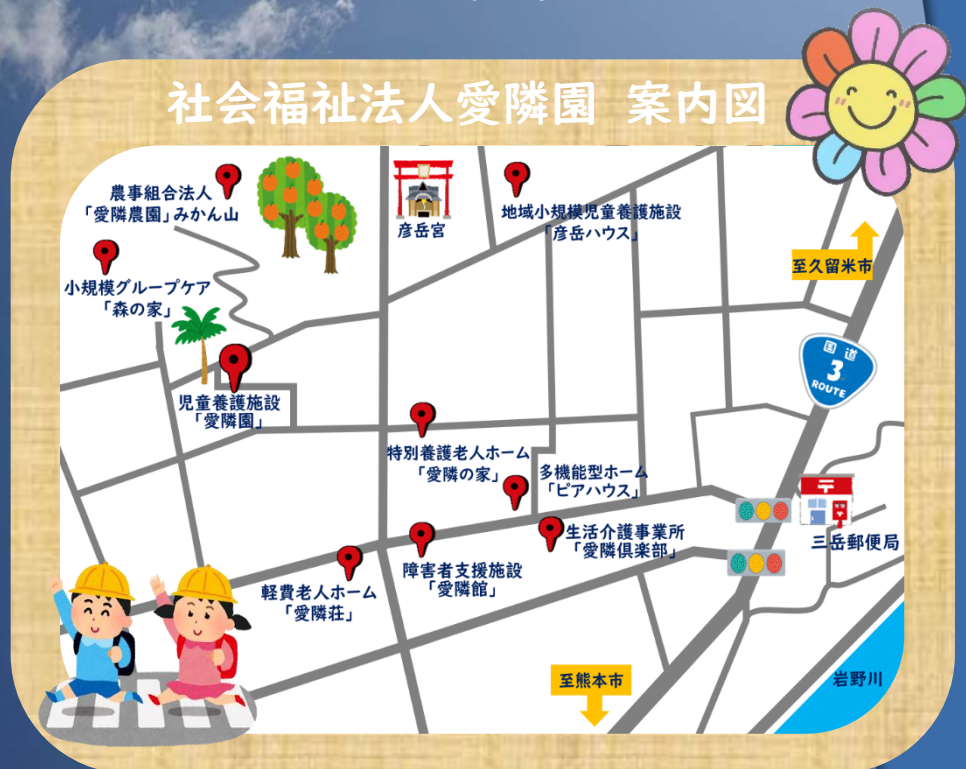 社会福祉法人愛隣園 案内図
農事組合法人
「愛隣農園」みかん山
彦岳宮
地域小規模児童養護施設
「彦岳ハウス」
至久留米市
小規模グループケア
「森の家」
国道
3
ROUTE
児童養護施設
「愛隣園」
特別養護老人ホーム
「愛隣の家」
多機能型ホーム
「ピアハウス」
生活介護事業所
「愛隣倶楽部」
三岳郵便局
障害者支援施設
「愛隣館」
軽費老人ホーム
「愛隣荘」
至熊本市
岩野川